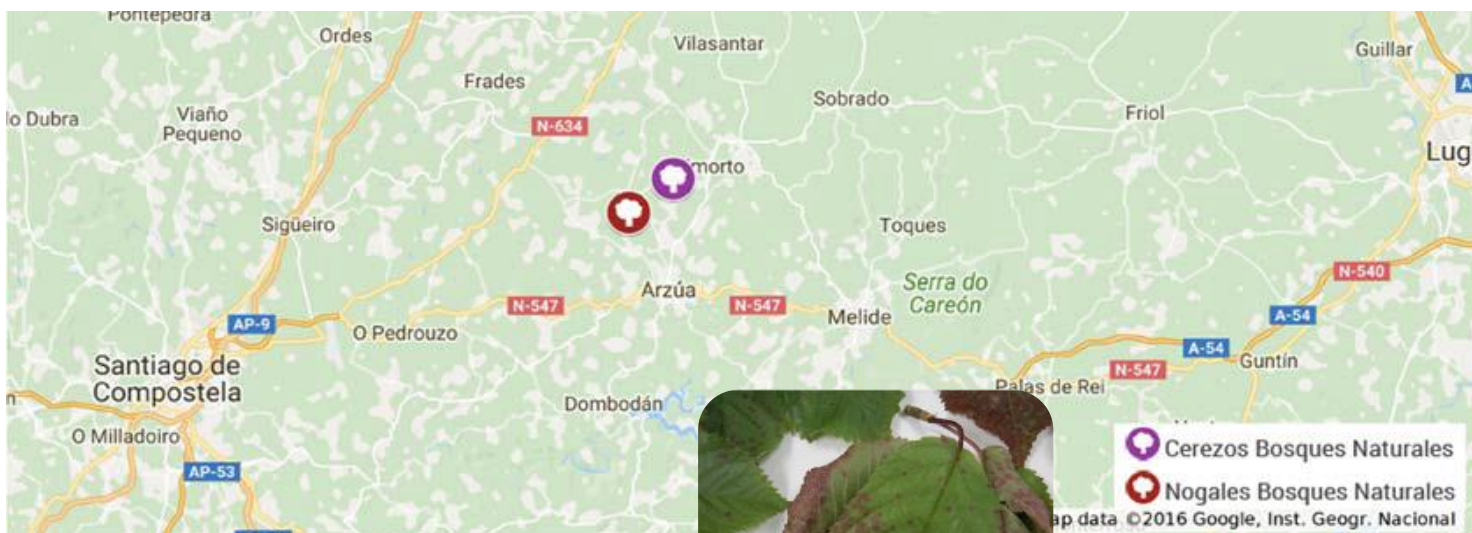 Pontepedra
Ordes
Vilasantar
Guillar
Frades
Sobrado
lo Dubra
Viaño
Pequeno
N-634
Friol
A
Lug
morto
Sigüeiro
Toques
Serra do
Careón
N-540
Arzúa
N-547
N-547
Melide
AP-9
O Pedrouzo
A-54
A-54
Guntín
Santiago de
Compostela
N-547
Palas de Rei
n
Dombodán
O Milladoiro
AP-53
Cerezos Bosques Naturales
Nogales Bosques Naturales
ap data ©2016 Google, Inst. Geogr. Nacional